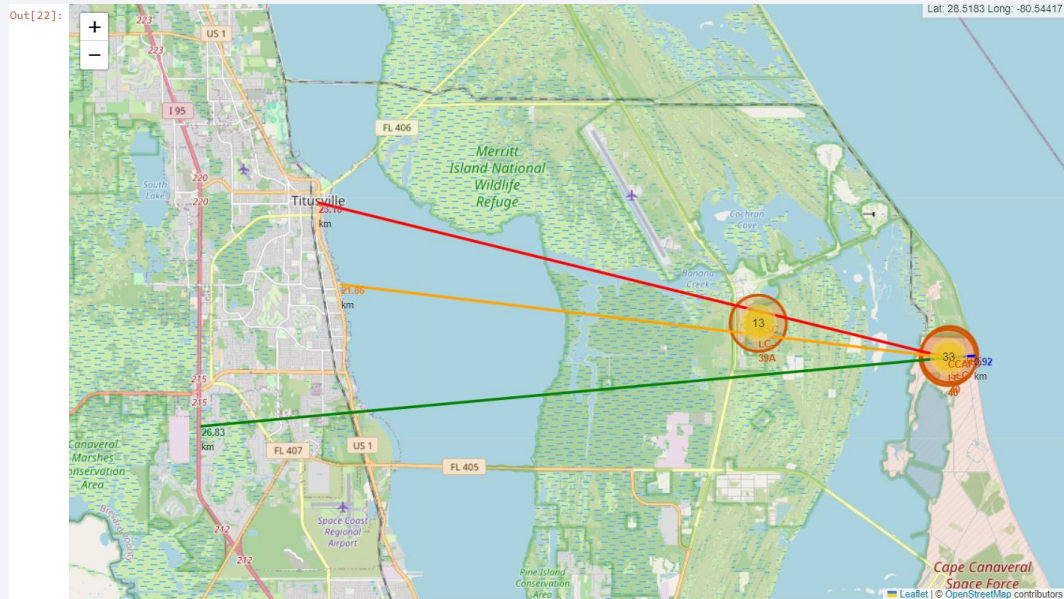 Out[22]:
+
−
Lat: 28.5183 Long: -80.54417
223
223
US 1
I 95
FL 406
Merritt
Island National
Wildlife
Refuge
220
220
South
Lake
Titusville
23.16
km
Cochran
Cove
Banana
Creek
21.86
km
13
LC-
39A
33
km
40
215
215
26.83
km
Canaveral
Marshes
Conservation
Area
FL 407
US 1
FL 405
212
212
Space Coast
Regional
Airport
Pine Island
Conservation
Area
Cape Canaveral
Space Force
Leaflet | © OpenStreetMap contributors